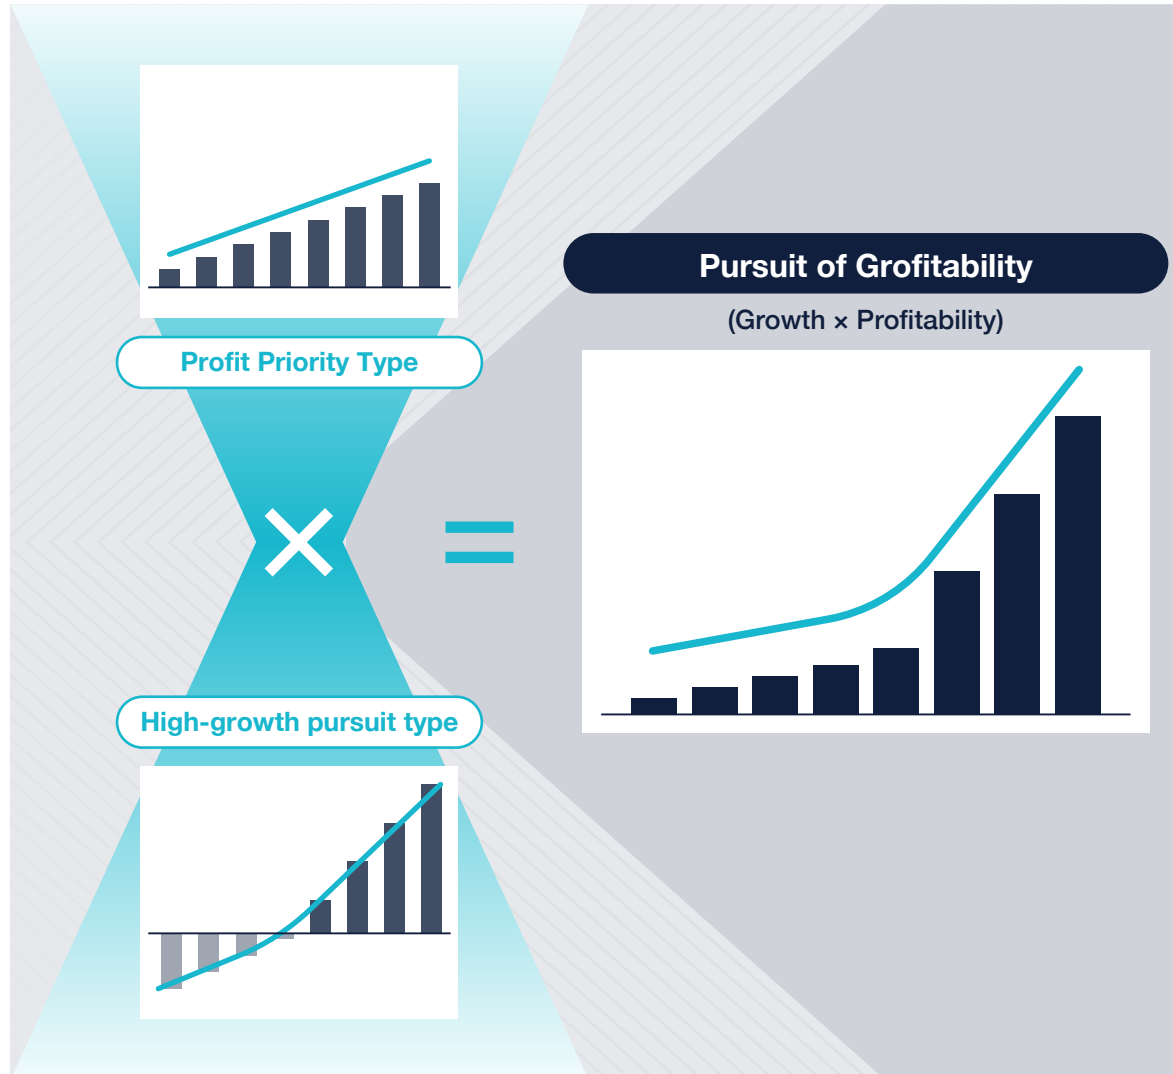 Profit Priority Type
×
High-growth pursuit type
=
Pursuit of Grofitability
(Growth × Profitability)